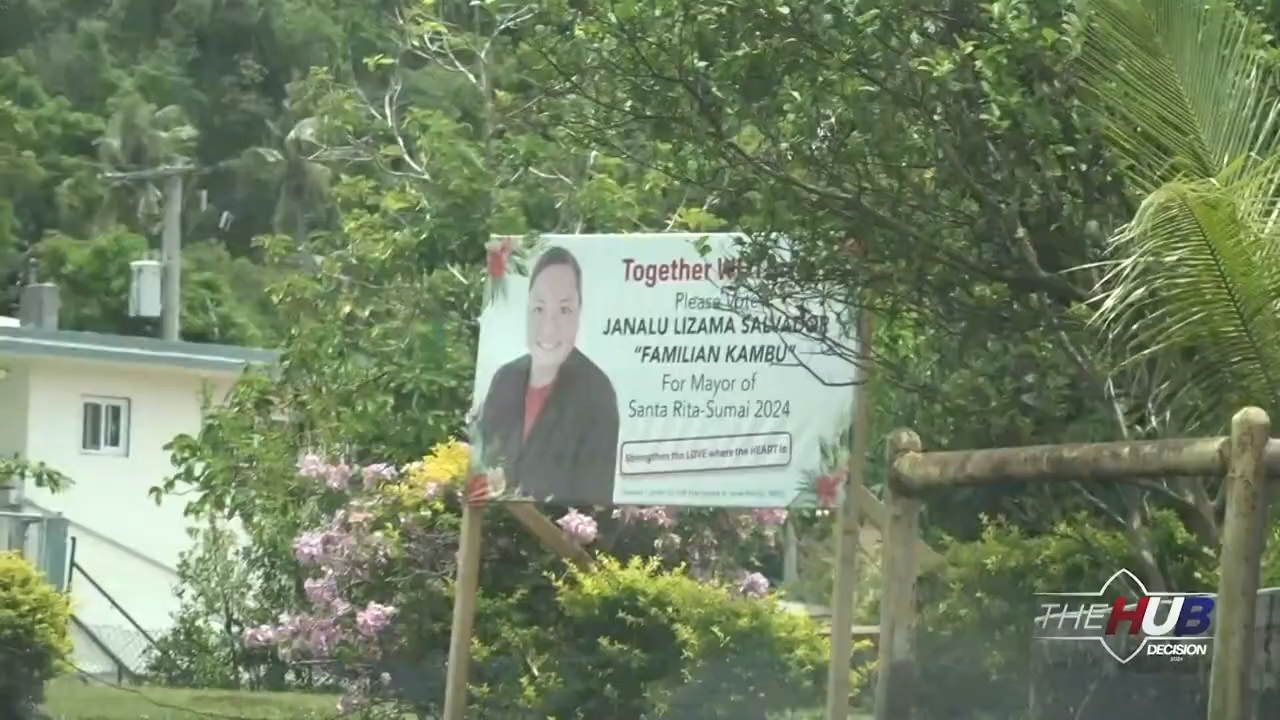 Together W
Please Vote
JANALU LIZAMA SALVADOR
"FAMILIAN KAMBU"
For Mayor of
Santa Rita-Sumai 2024
Strengthen the LOVE where the HEART is
THE HUB
DECISION
2024